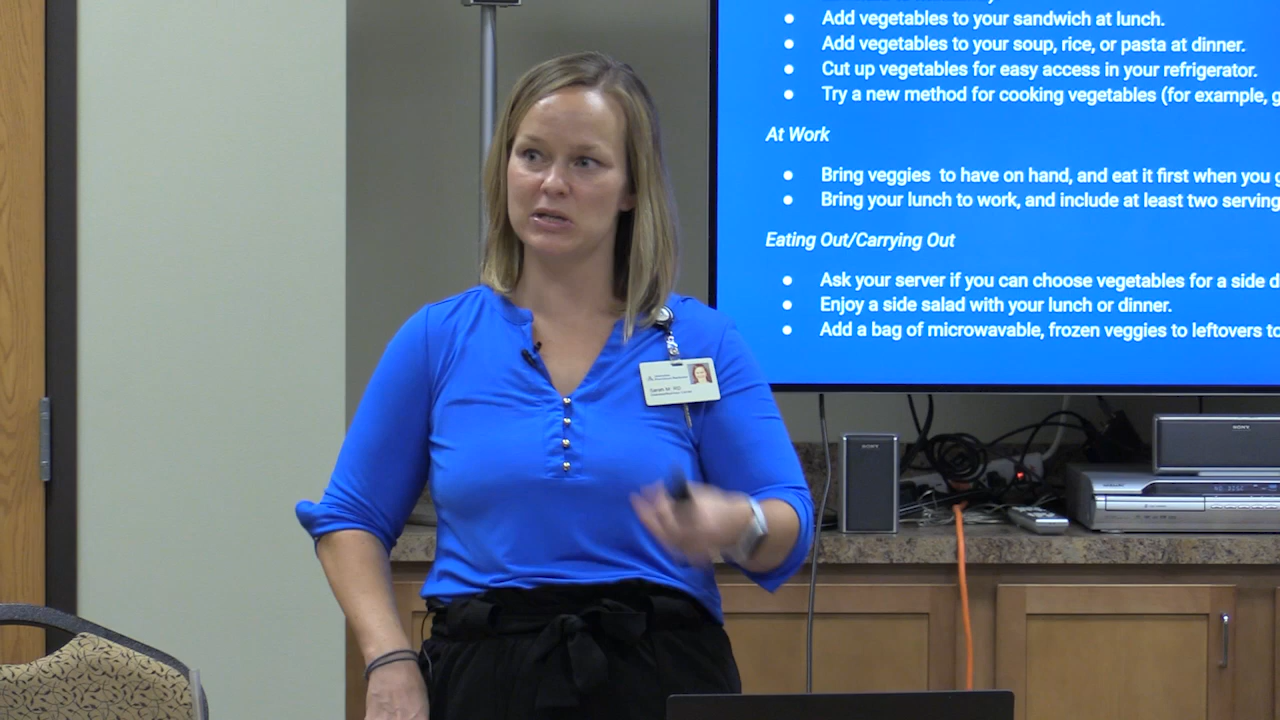 Add vegetables to your sandwich at lunch.
Add vegetables to your soup, rice, or pasta at dinner.
Cut up vegetables for easy access in your refrigerator.
Try a new method for cooking vegetables (for example, g
At Work
Bring veggies to have on hand, and eat it first when you g
Bring your lunch to work, and include at least two serving
Eating Out/Carrying Out
Ask your server if you can choose vegetables for a side d
Enjoy a side salad with your lunch or dinner.
Add a bag of microwavable, frozen veggies to leftovers to
Sarah M. RD
SONY
SONY